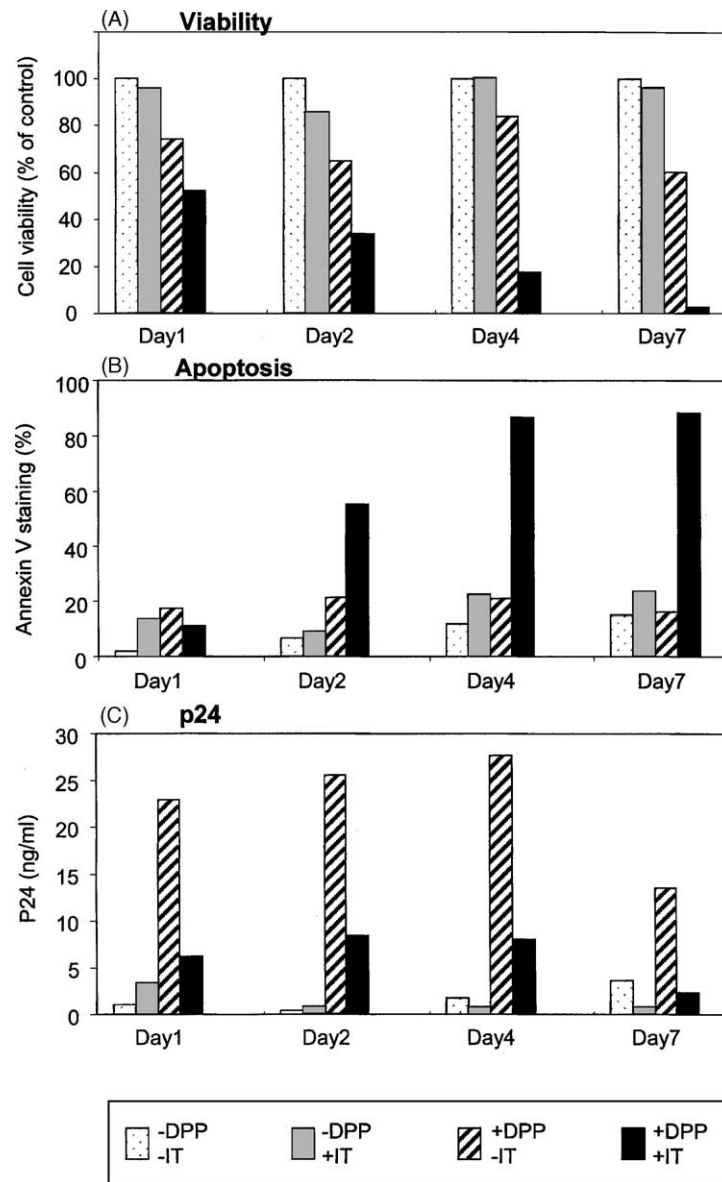 (A) Viability
Cell viability (% of control)
100
80
60
40
20
0
Day1 Day2 Day4 Day7
(B) Apoptosis
Annexin V staining (%)
100
80
60
40
20
0
Day1 Day2 Day4 Day7
(C) p24
P24 (ng/ml)
30
25
20
15
10
5
0
Day1 Day2 Day4 Day7
-DPP -DPP +DPP +DPP
-IT +IT -IT +IT